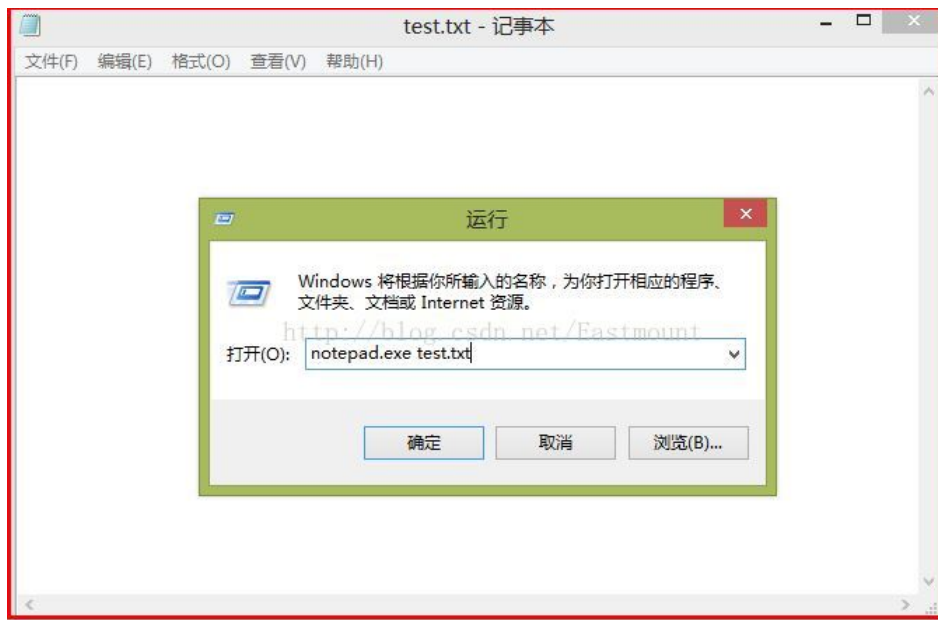 test.txt - 记事本
文件(F) 编辑(E) 格式(O) 查看(V) 帮助(H)
运行
Windows 将根据你所输入的名称，为你打开相应的程序、
文件夹、文档或 Internet 资源。
http://blog.csdn.net/Eastmount
打开(O): notepad.exe test.txt
确定 取消 浏览(B)...